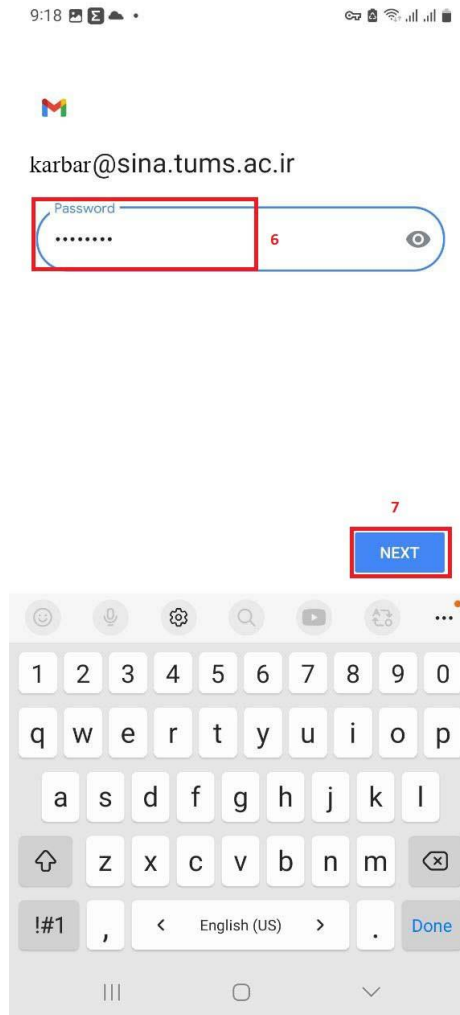 9:18
karbar@sina.tums.ac.ir
Password
••••••••
6
7
NEXT
1 2 3 4 5 6 7 8 9 0
q w e r t y u i o p
a s d f g h j k l
z x c v b n m
!#1 , < English (US) > . Done